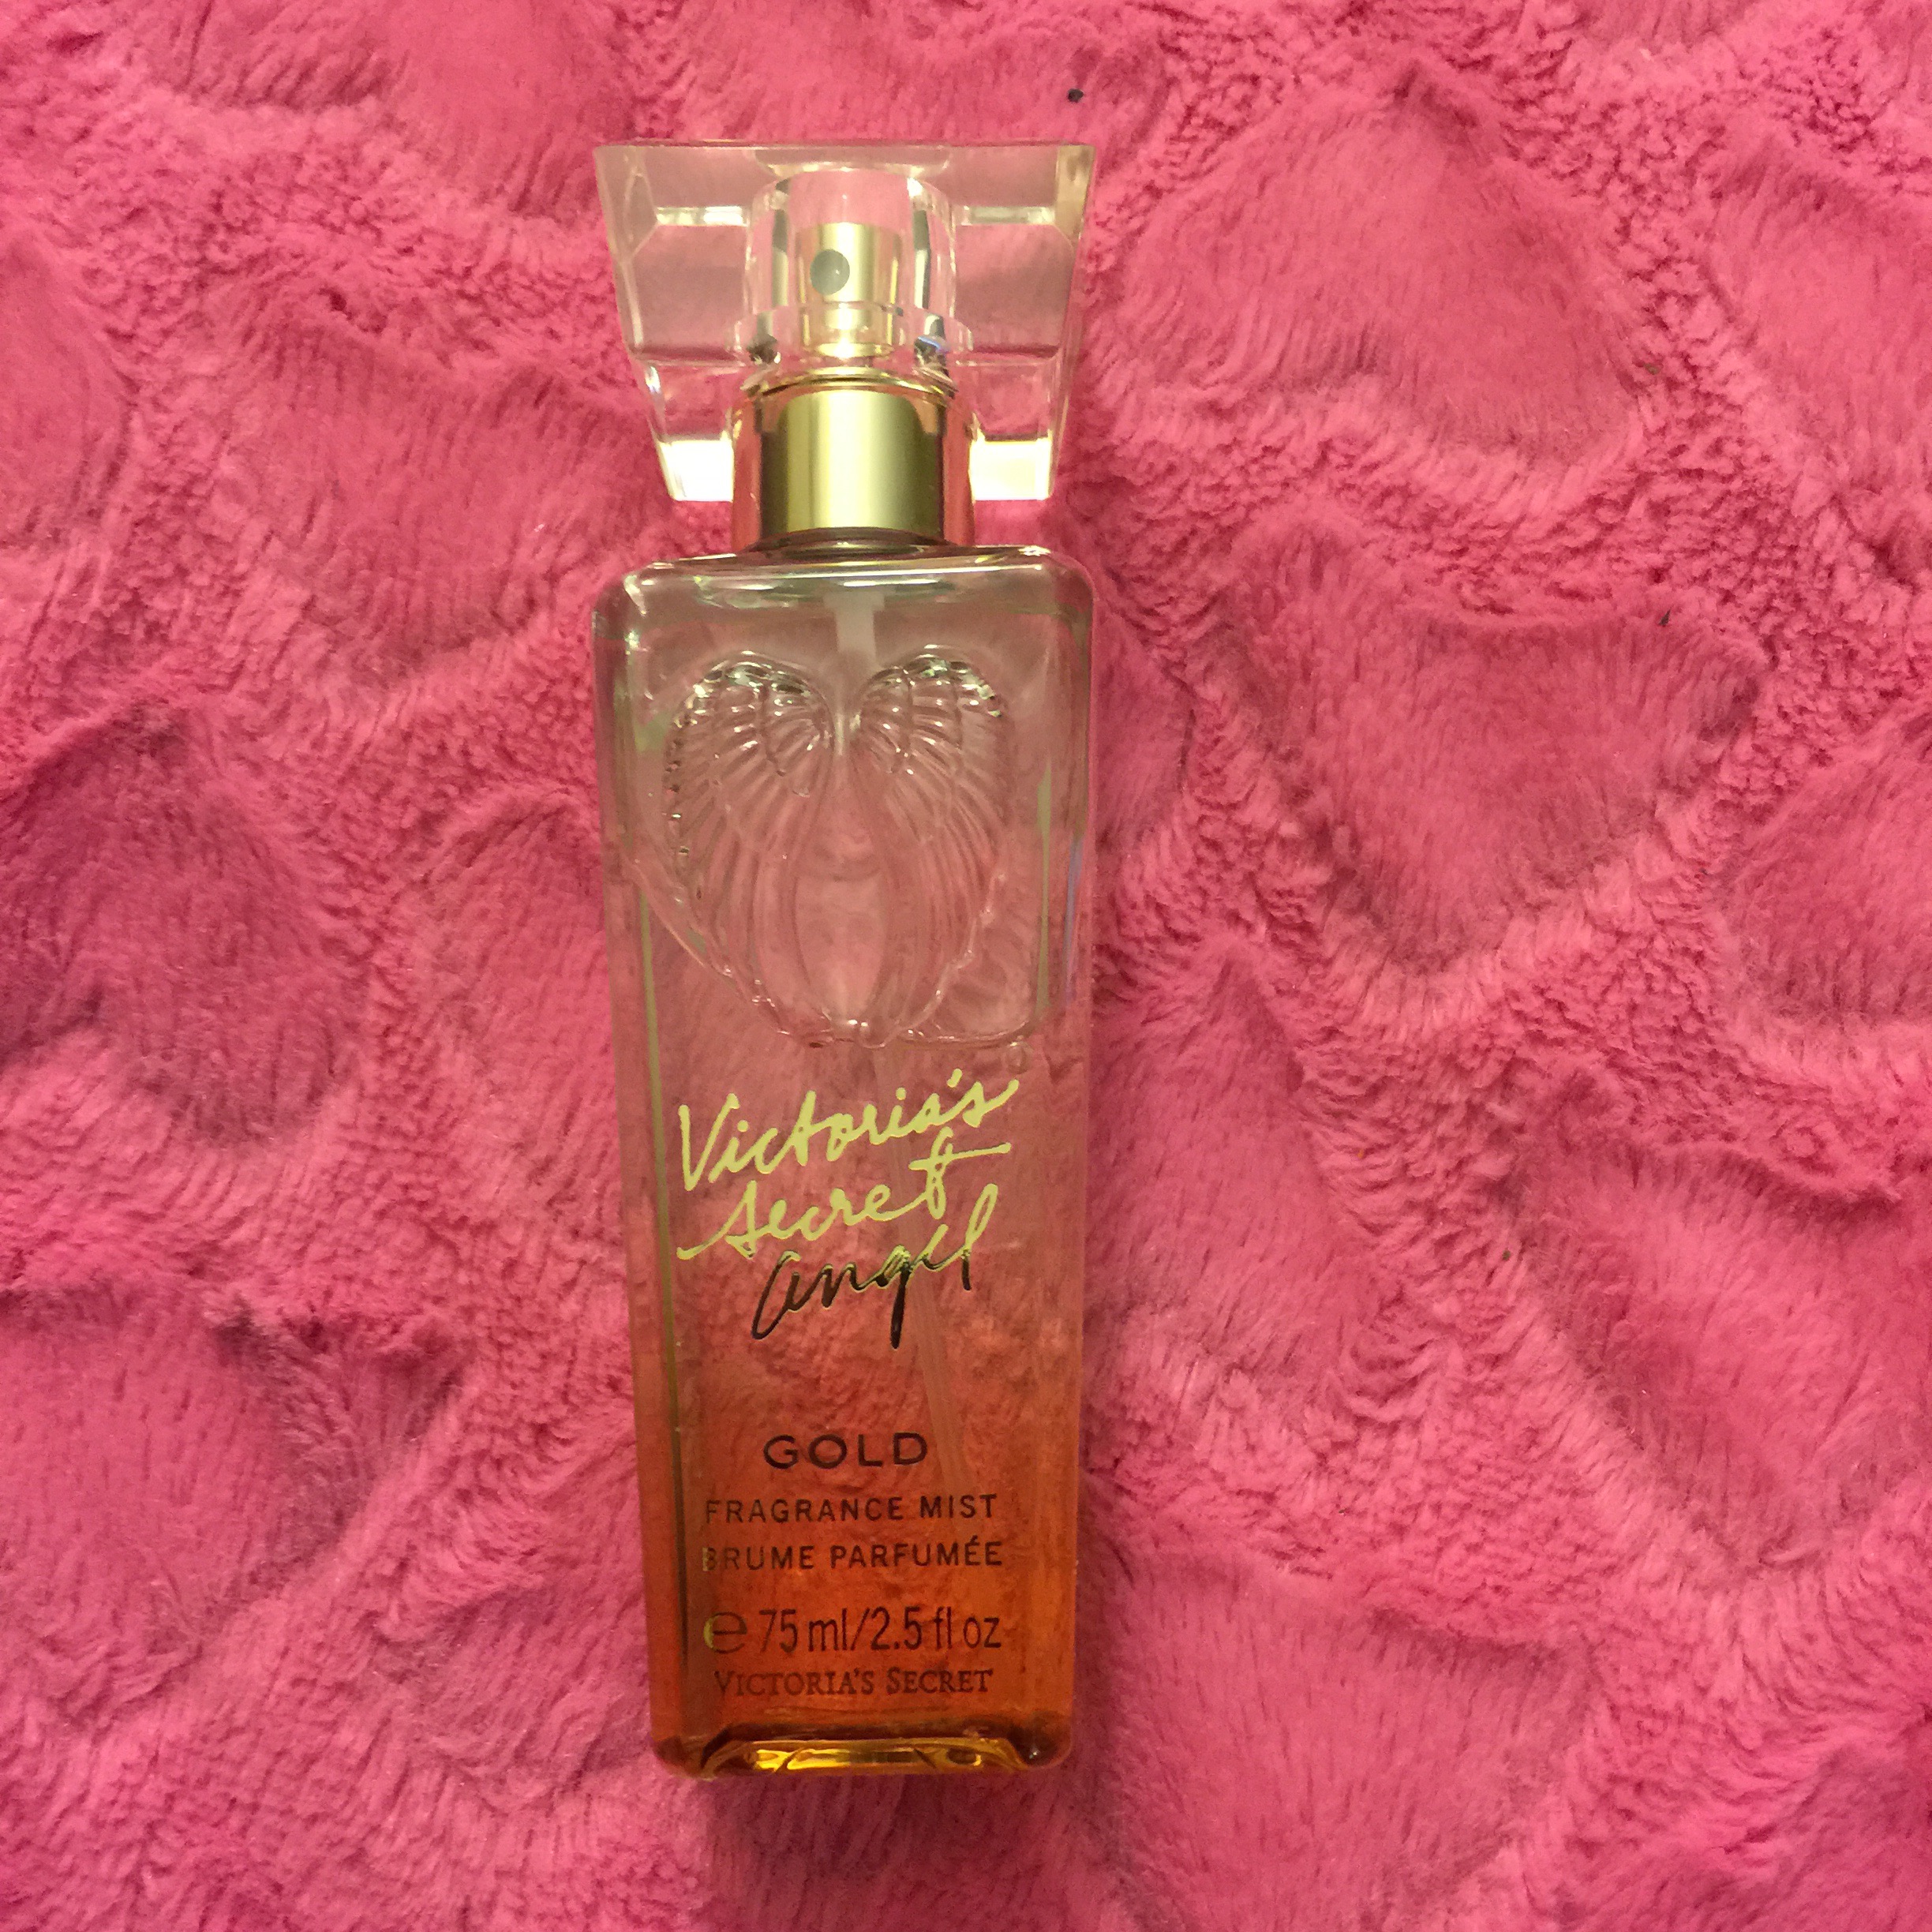 Victoria's
Secret
Angel
GOLD
FRAGRANCE MIST
BRUME PARFUMÉE
℮ 75 ml/2.5 fl oz
VICTORIA'S SECRET